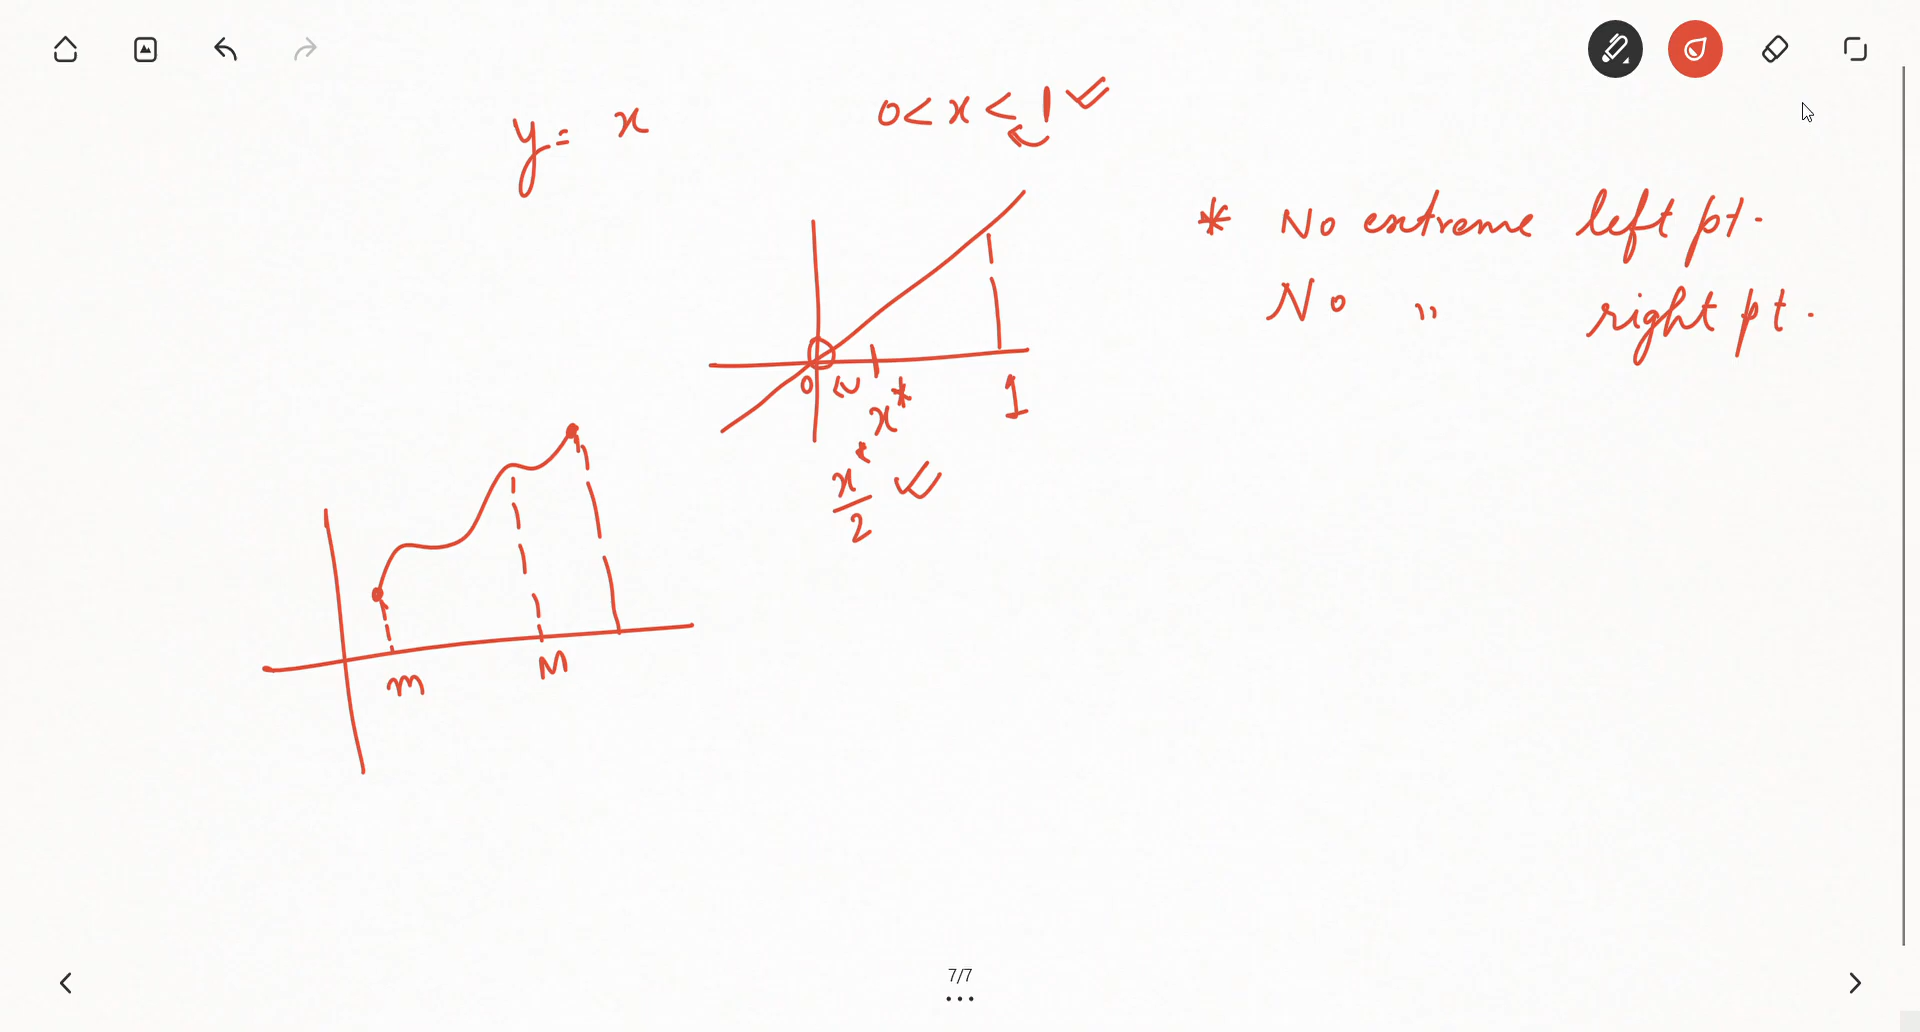 y = x
0 < x < 1
* No extreme left pt.
No " right pt.
0
x*
1
x*/2
m
M
7/7